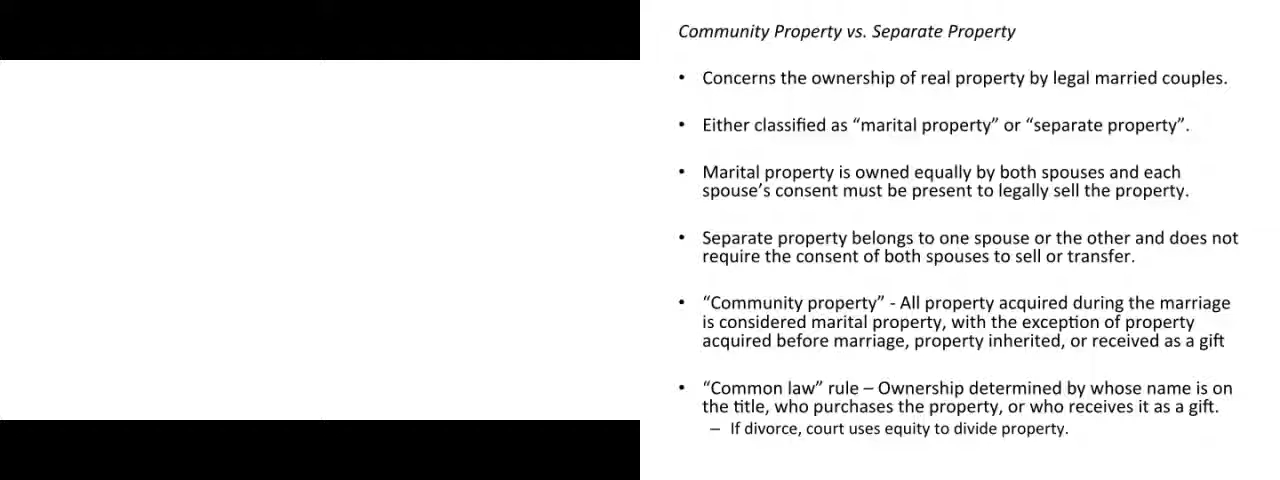 Community Property vs. Separate Property
• Concerns the ownership of real property by legal married couples.
• Either classified as “marital property” or “separate property”.
• Marital property is owned equally by both spouses and each
spouse’s consent must be present to legally sell the property.
• Separate property belongs to one spouse or the other and does not
require the consent of both spouses to sell or transfer.
• “Community property” - All property acquired during the marriage
is considered marital property, with the exception of property
acquired before marriage, property inherited, or received as a gift
• “Common law” rule – Ownership determined by whose name is on
the title, who purchases the property, or who receives it as a gift.
– If divorce, court uses equity to divide property.